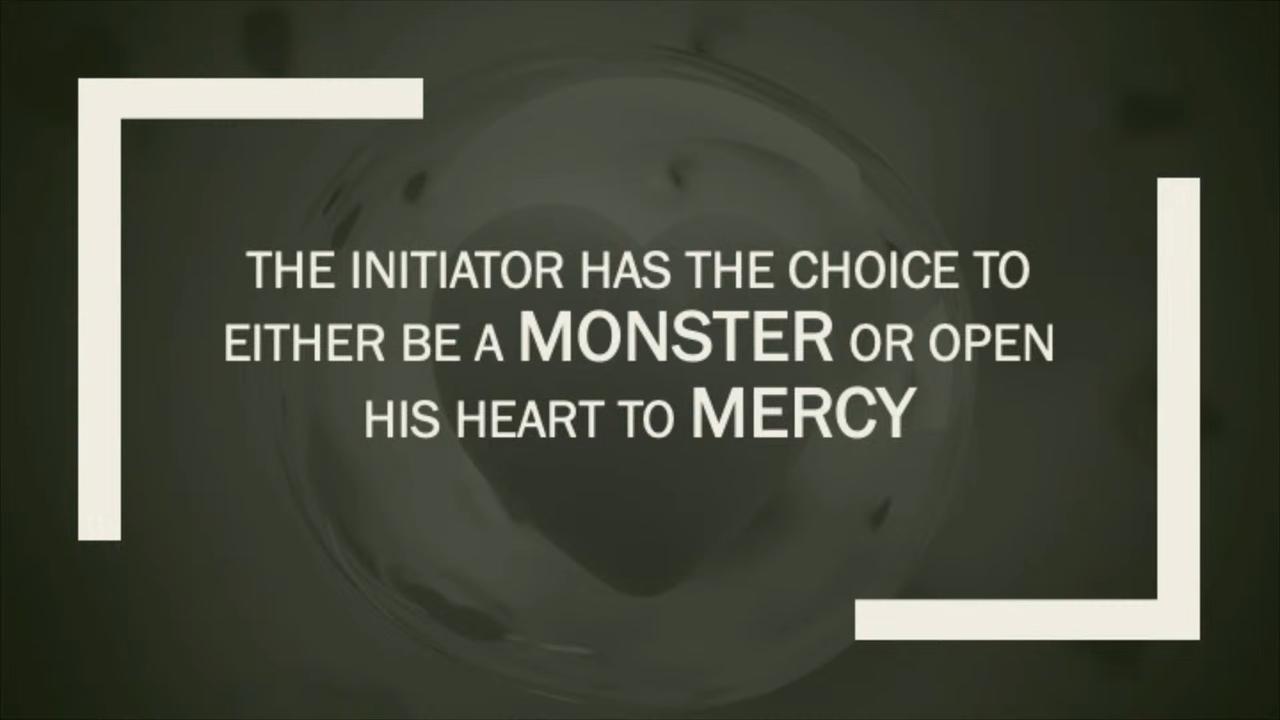 THE INITIATOR HAS THE CHOICE TO
EITHER BE A MONSTER OR OPEN
HIS HEART TO MERCY